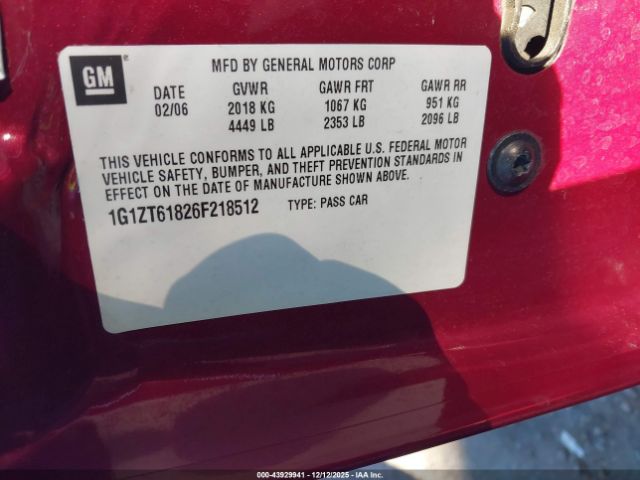 GM
MFD BY GENERAL MOTORS CORP
DATE GVWR GAWR FRT GAWR RR
02/06 2018 KG 1067 KG 951 KG
4449 LB 2353 LB 2096 LB
THIS VEHICLE CONFORMS TO ALL APPLICABLE U.S. FEDERAL MOTOR
VEHICLE SAFETY, BUMPER, AND THEFT PREVENTION STANDARDS IN
EFFECT ON THE DATE OF MANUFACTURE SHOWN ABOVE.
1G1ZT61826F218512 TYPE: PASS CAR
000-43929941 - 12/12/2025 - IAAI.COM